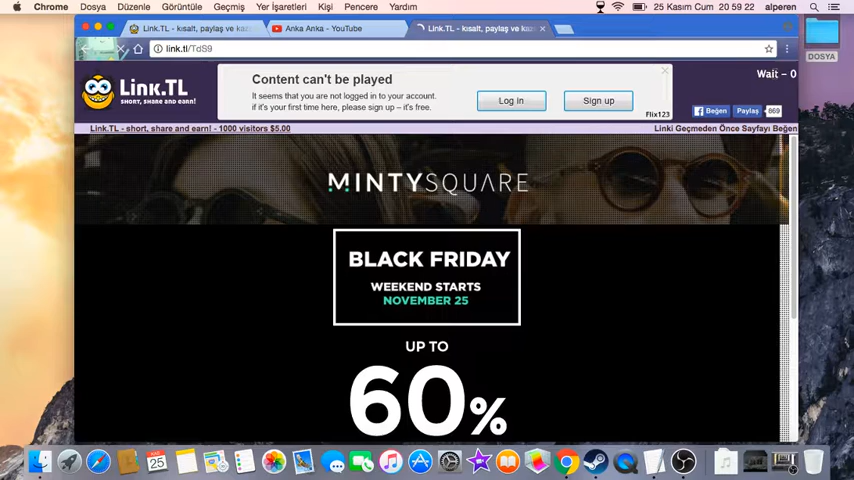 Chrome Dosya Düzenle Görüntüle Geçmiş Yer İşaretleri Kişi Pencere Yardım 25 Kasım Cum 20 59 22 alperen
Link.TL - kısalt, paylaş ve kaz Anka Anka - YouTube Link.TL - kısalt, paylaş ve kaz
link.tl/TdS9
DOSYA
Link.TL
SHORT, SHARE AND EARN!
Content can't be played
It seems that you are not logged in to your account.
if it's your first time here, please sign up – it's free.
Log in
Sign up
Flix123
Wait - 0
Beğen Paylaş 869
Link.TL - short, share and earn! - 1000 visitors $5.00 Linki Geçmeden Önce Sayfayı Beğen
MINTYSQUARE
BLACK FRIDAY
WEEKEND STARTS
NOVEMBER 25
UP TO
60%
25